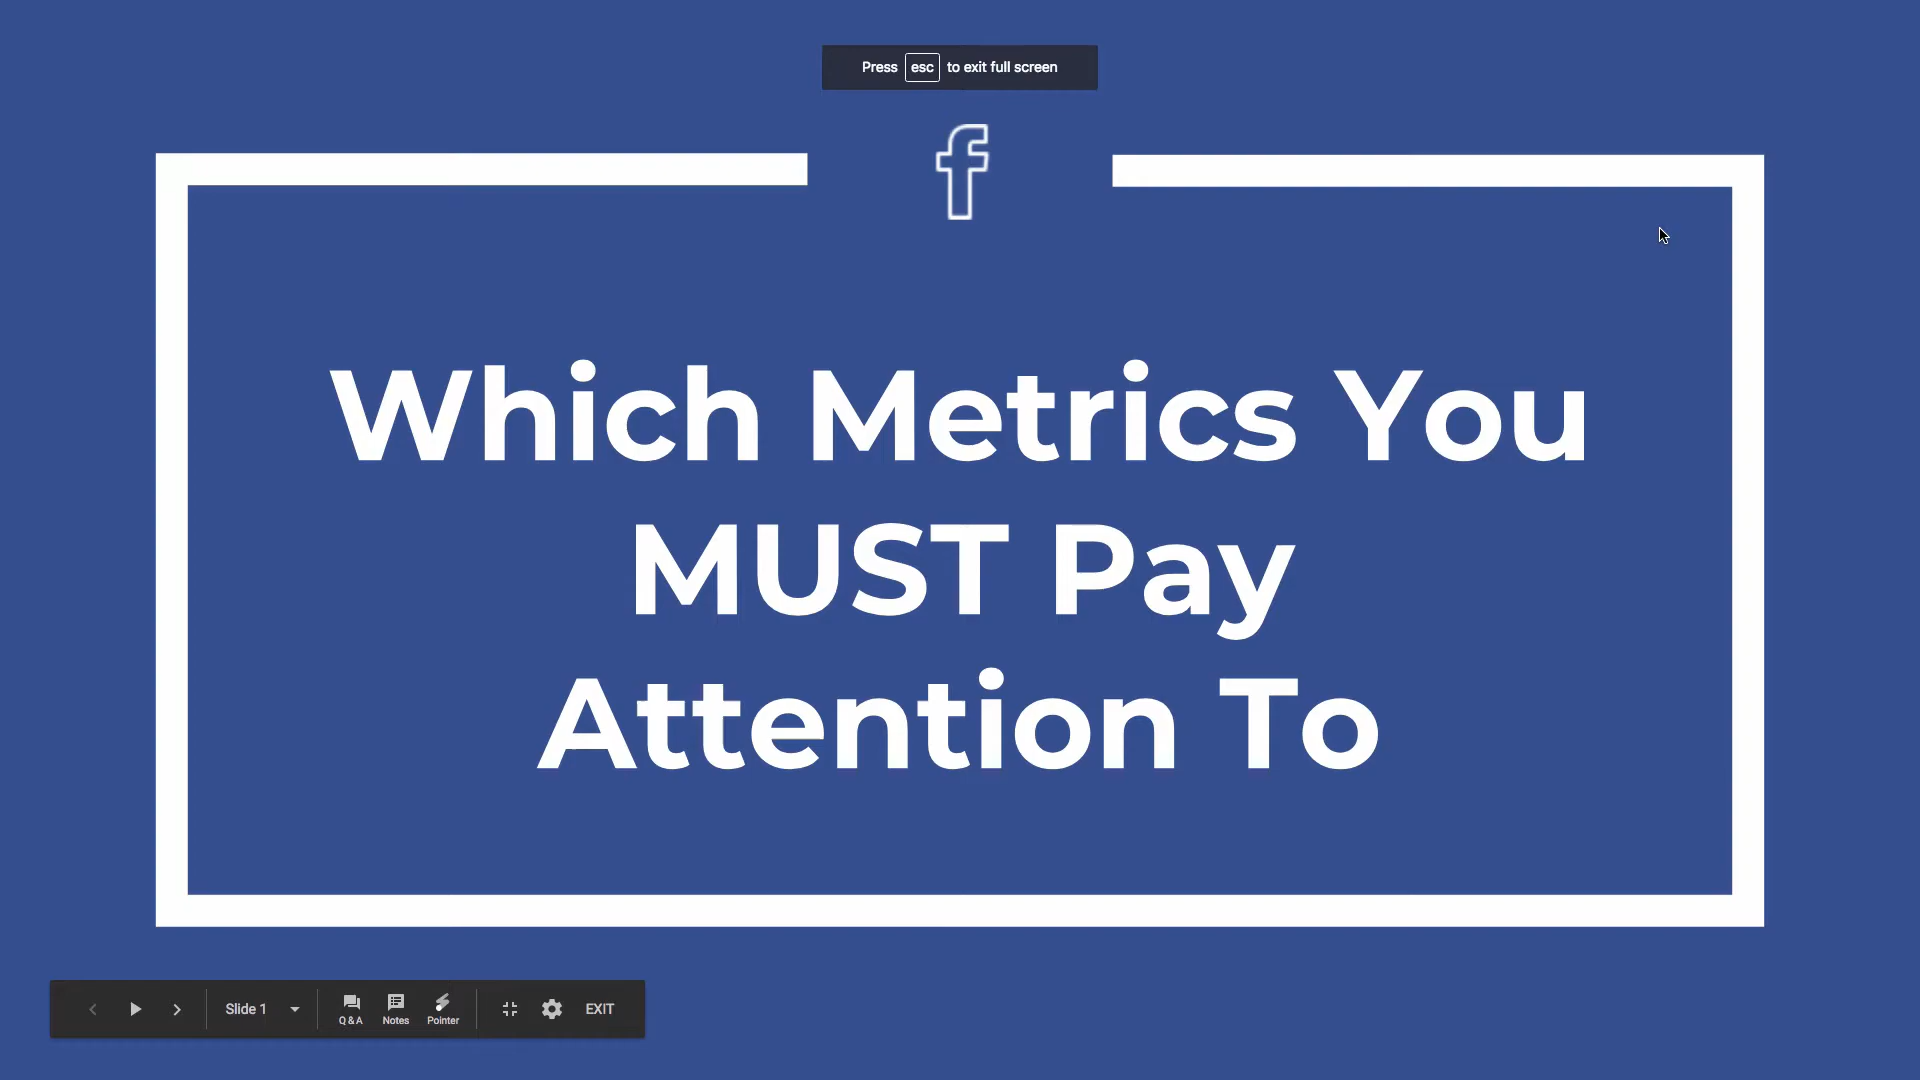 Press esc to exit full screen
f
Which Metrics You
MUST Pay
Attention To
Slide 1
Q & A
Notes
Pointer
EXIT